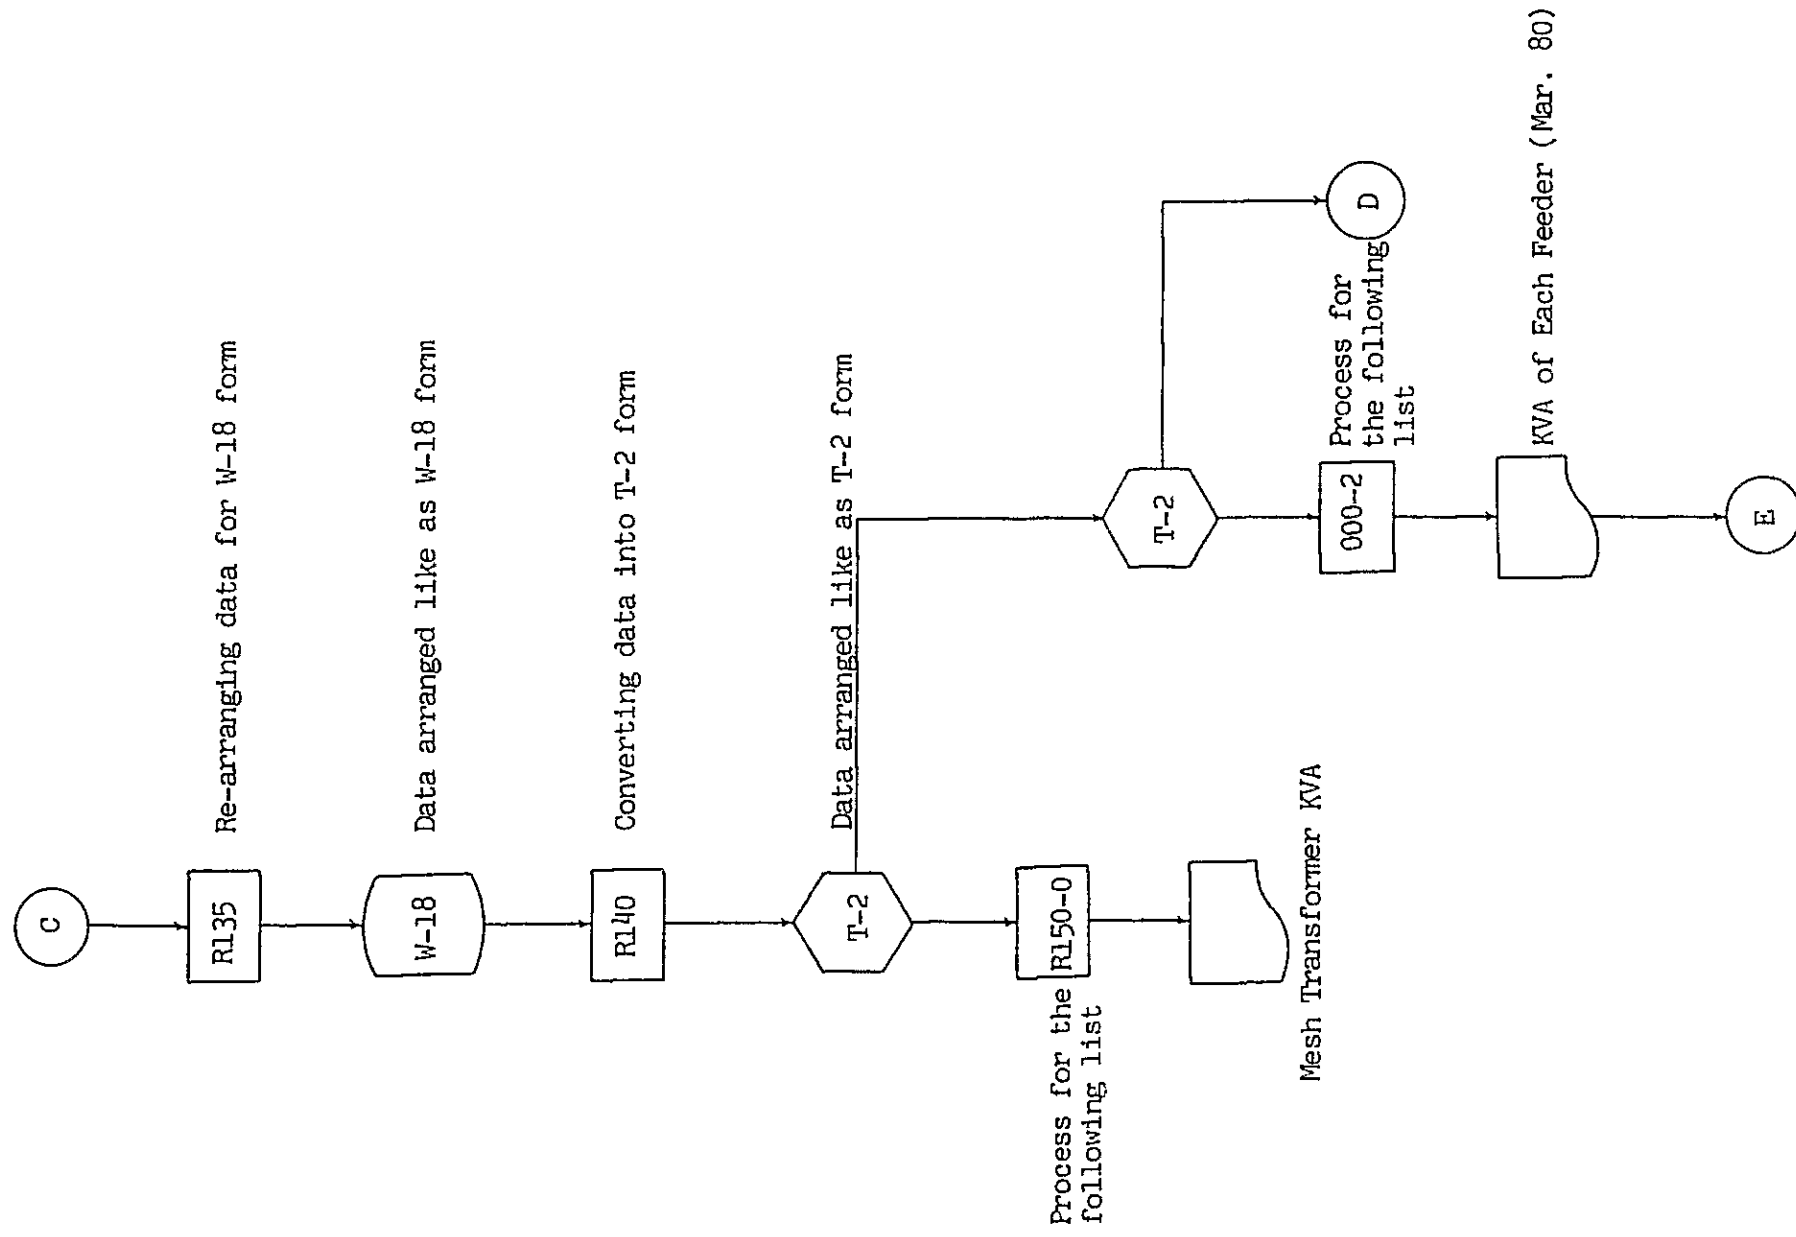 C
R135
Re-arranging data for W-18 form
W-18
Data arranged like as W-18 form
R140
Converting data into T-2 form
T-2
Data arranged like as T-2 form
Process for the
following list
R150-0
Mesh Transformer KVA
T-2
D
000-2
Process for
the following
list
KVA of Each Feeder (Mar. 80)
E